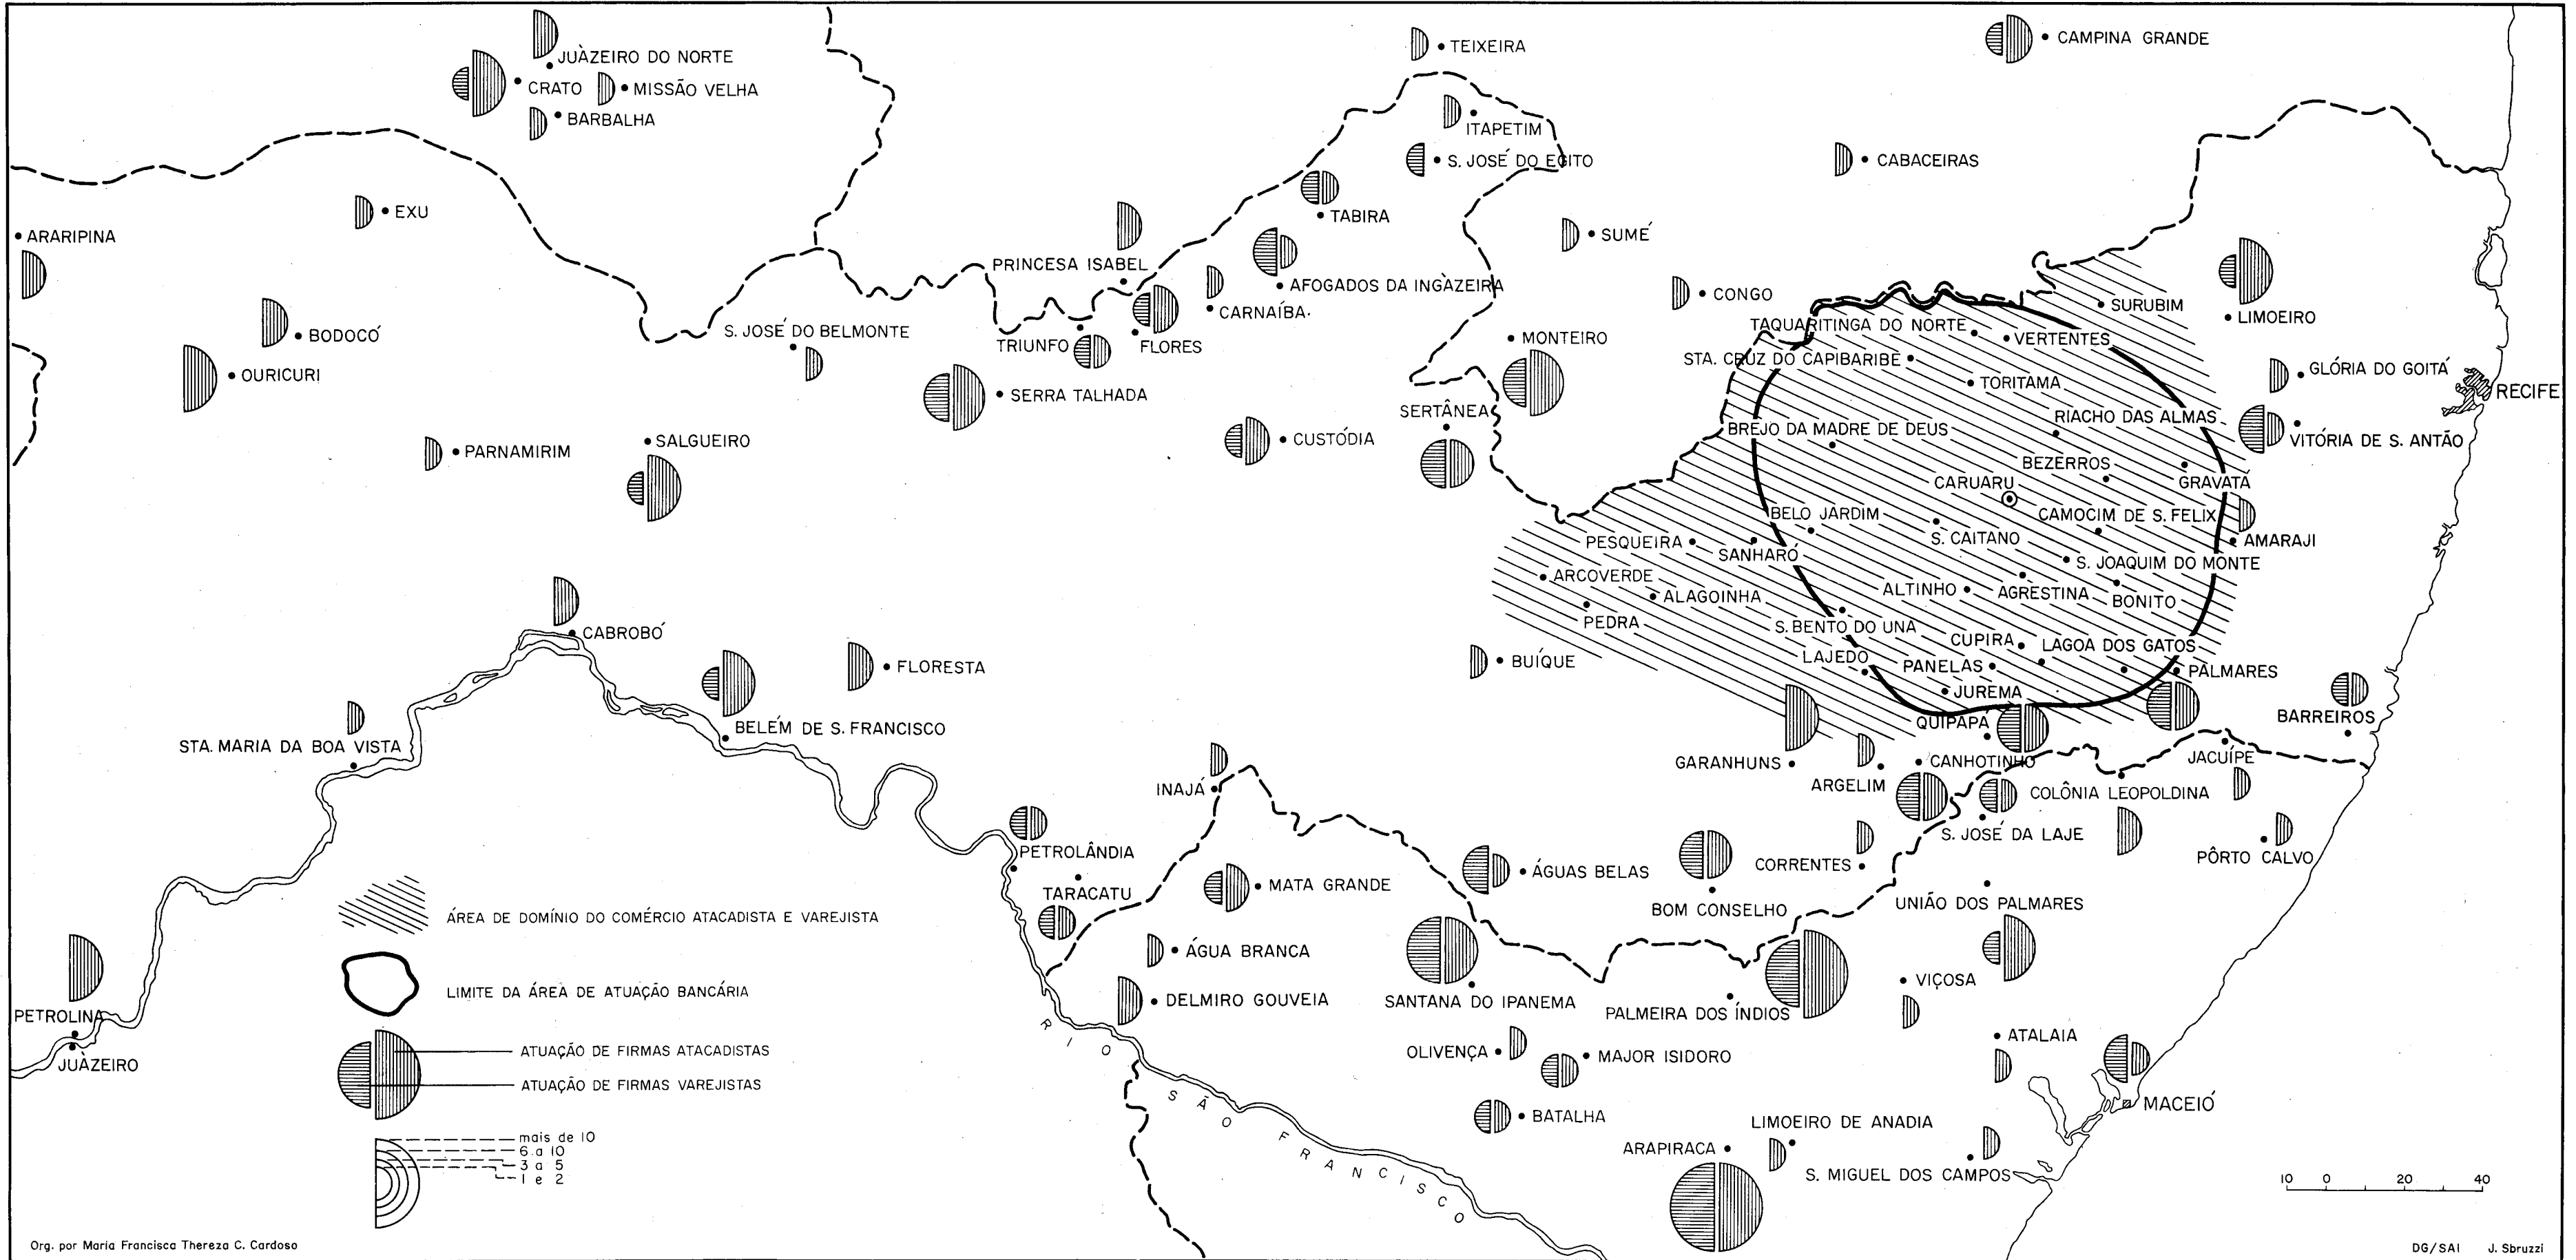 JUÀZEIRO DO NORTE
CRATO
MISSÃO VELHA
BARBALHA
TEIXEIRA
CAMPINA GRANDE
ITAPETIM
S. JOSÉ DO EGITO
CABACEIRAS
EXU
ARARIPINA
TABIRA
SUMÉ
PRINCESA ISABEL
AFOGADOS DA INGÀZEIRA
CARNAÍBA
CONGO
SURUBIM
LIMOEIRO
BODOCÓ
S. JOSÉ DO BELMONTE
TRIUNFO
FLORES
MONTEIRO
TAQUARITINGA DO NORTE
VERTENTES
STA. CRUZ DO CAPIBARIBE
OURICURI
SERRA TALHADA
TORITAMA
GLÓRIA DO GOITÁ
RECIFE
SERTÂNEA
RIACHO DAS ALMAS
BREJO DA MADRE DE DEUS
PARNAMIRIM
SALGUEIRO
CUSTÓDIA
VITÓRIA DE S. ANTÃO
BEZERROS
GRAVATÁ
CARUARU
BELO JARDIM
CAMOCIM DE S. FELIX
PESQUEIRA
SANHARÓ
S. CAITANO
AMARAJI
S. JOAQUIM DO MONTE
ARCOVERDE
ALAGOINHA
ALTINHO
AGRESTINA
BONITO
PEDRA
S. BENTO DO UNA
CABROBÓ
CUPIRA
LAGOA DOS GATOS
FLORESTA
BUÍQUE
LAJEDO
PANELAS
PALMARES
JUREMA
BELÉM DE S. FRANCISCO
QUIPAPÁ
BARREIROS
STA. MARIA DA BOA VISTA
GARANHUNS
CANHOTINHO
JACUÍPE
INAJÁ
ARGELIM
COLÔNIA LEOPOLDINA
S. JOSÉ DA LAJE
PETROLÂNDIA
PÔRTO CALVO
TARACATU
MATA GRANDE
ÁGUAS BELAS
CORRENTES
BOM CONSELHO
UNIÃO DOS PALMARES
ÁREA DE DOMÍNIO DO COMÉRCIO ATACADISTA E VAREJISTA
ÁGUA BRANCA
LIMITE DA ÁREA DE ATUAÇÃO BANCÁRIA
DELMIRO GOUVEIA
SANTANA DO IPANEMA
PALMEIRA DOS ÍNDIOS
VIÇOSA
PETROLINA
JUÀZEIRO
ATUAÇÃO DE FIRMAS ATACADISTAS
ATUAÇÃO DE FIRMAS VAREJISTAS
OLIVENÇA
MAJOR ISIDORO
ATALAIA
RIO SÃO FRANCISCO
BATALHA
MACEIÓ
LIMOEIRO DE ANADIA
ARAPIRACA
S. MIGUEL DOS CAMPOS
mais de 10
6 a 10
3 a 5
1 e 2
10 0 20 40
Org. por Maria Francisca Thereza C. Cardoso
DG/SAI J. Sbruzzi